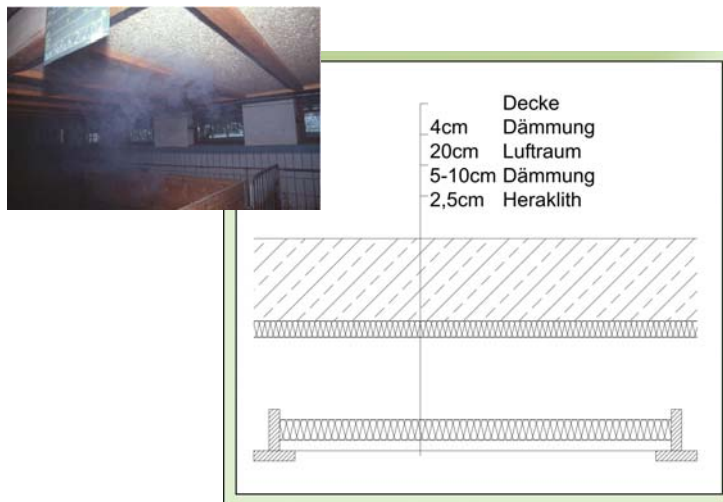 Decke
4cm Dämmung
20cm Luftraum
5-10cm Dämmung
2,5cm Heraklith